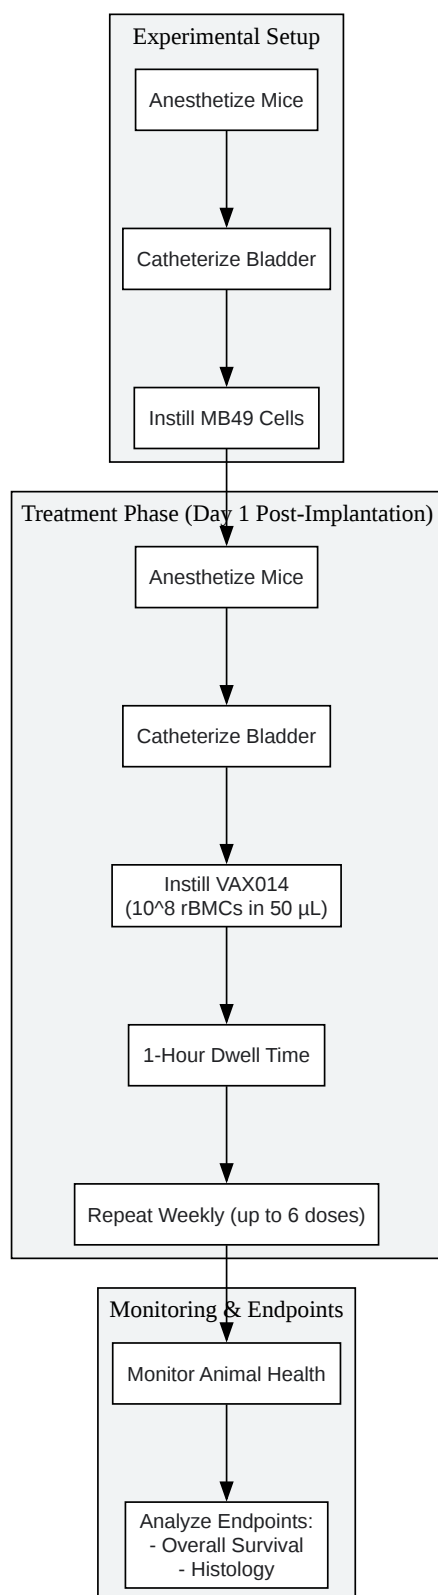 Experimental Setup
Anesthetize Mice
Catheterize Bladder
Instill MB49 Cells
Treatment Phase (Day 1 Post-Implantation)
Anesthetize Mice
Catheterize Bladder
Instill VAX014
(10^8 rBMCs in 50 µL)
1-Hour Dwell Time
Repeat Weekly (up to 6 doses)
Monitoring & Endpoints
Monitor Animal Health
Analyze Endpoints:
- Overall Survival
- Histology